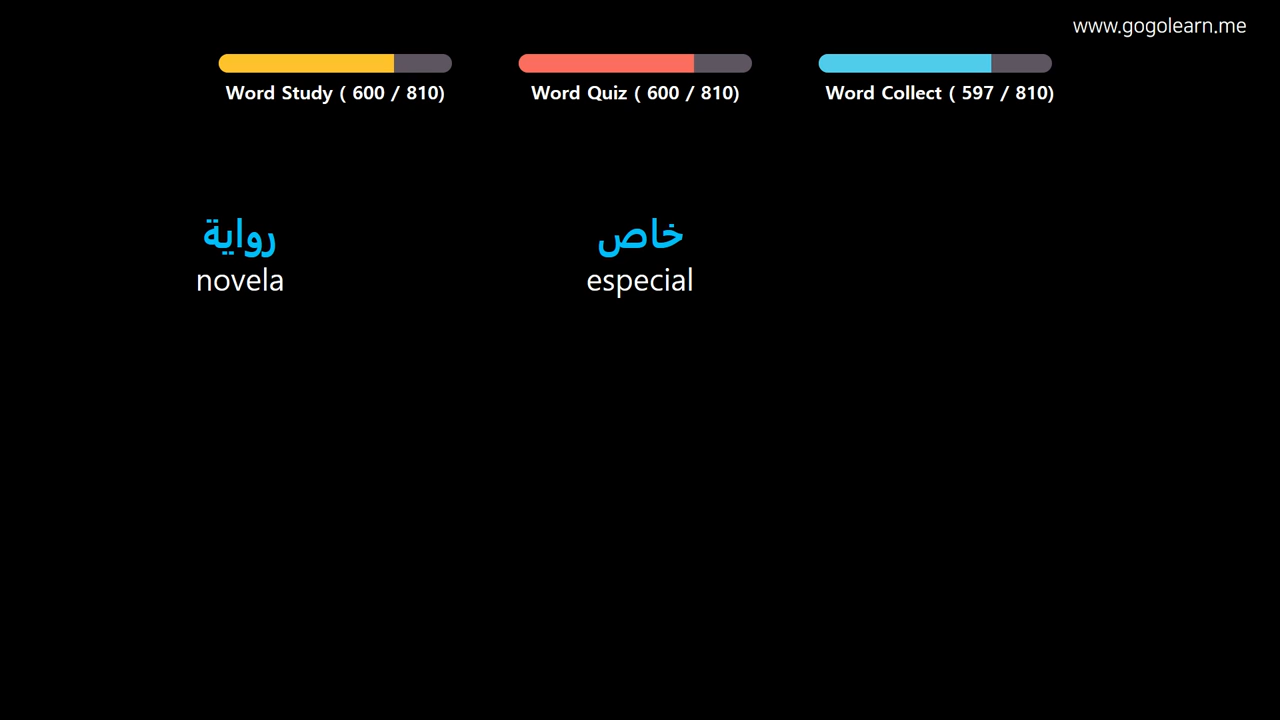 www.gogolearn.me
Word Study ( 600 / 810)
Word Quiz ( 600 / 810)
Word Collect ( 597 / 810)
رواية
novela
خاص
especial